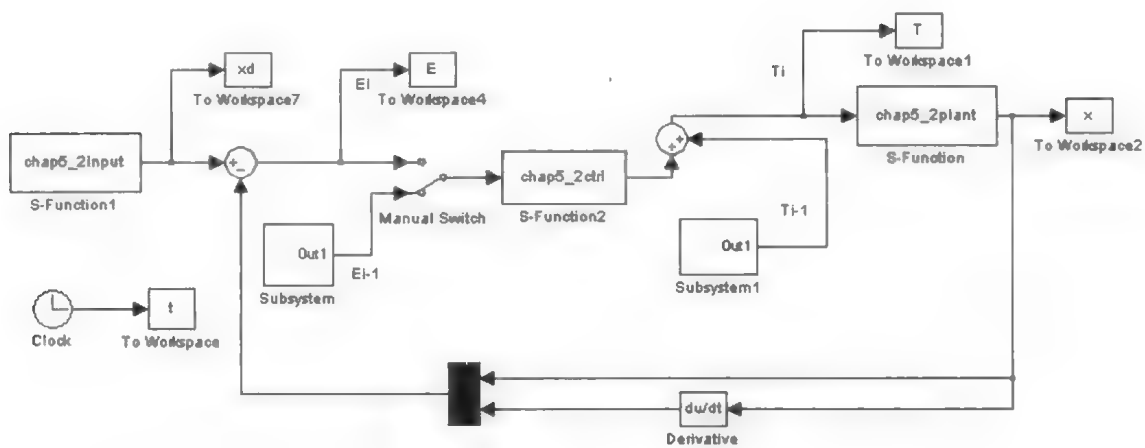 xd
To Workspace7
Ei
E
To Workspace4
Ti
T
To Workspace1
chap5_2input
S-Function1
+
-
Manual Switch
chap5_2ctrl
S-Function2
+
+
chap5_2plant
S-Function
x
To Workspace2
Out1
Subsystem
Ei-1
Out1
Subsystem1
Ti-1
Clock
t
To Workspace
du/dt
Derivative